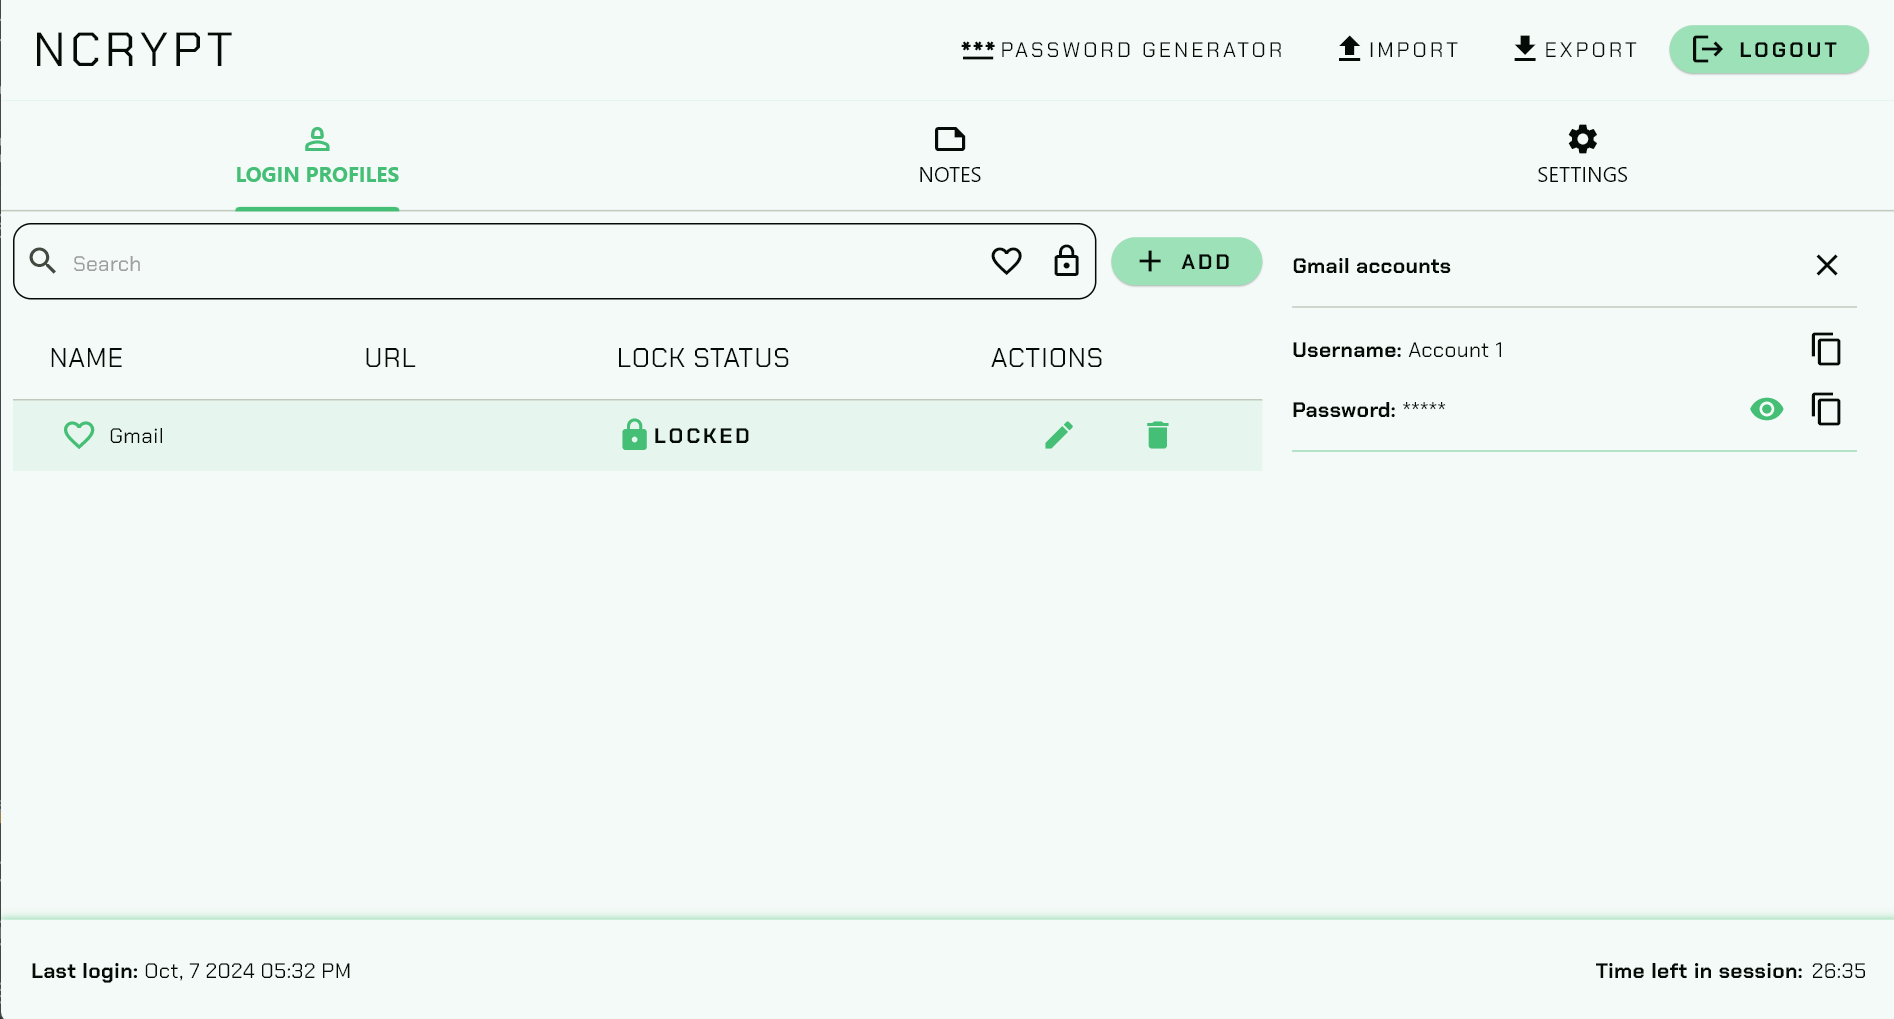 NCRYPT
***PASSWORD GENERATOR
IMPORT
EXPORT
LOGOUT
LOGIN PROFILES
NOTES
SETTINGS
Search
ADD
NAME URL LOCK STATUS ACTIONS
Gmail LOCKED
Gmail accounts
Username: Account 1
Password: *****
Last login: Oct, 7 2024 05:32 PM
Time left in session: 26:35